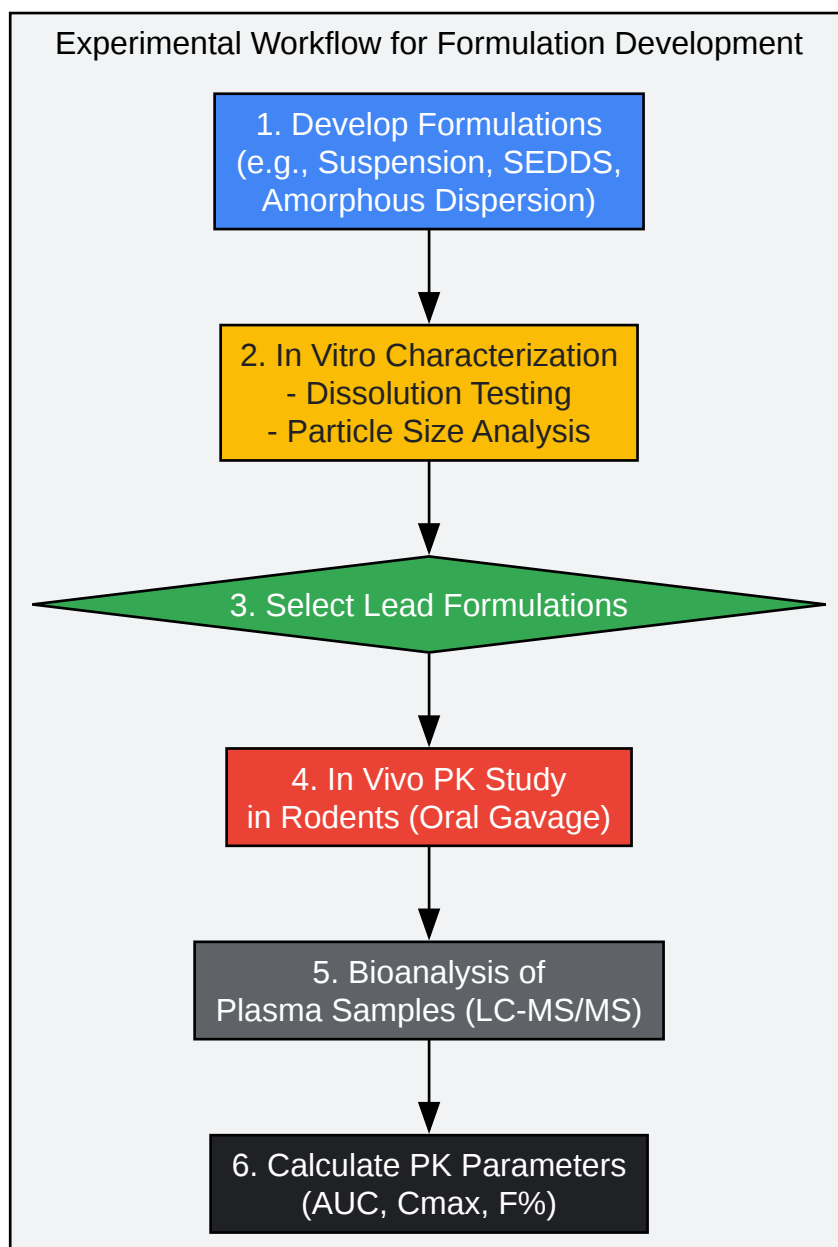 Experimental Workflow for Formulation Development
1. Develop Formulations
(e.g., Suspension, SEDDS,
Amorphous Dispersion)
2. In Vitro Characterization
- Dissolution Testing
- Particle Size Analysis
3. Select Lead Formulations
4. In Vivo PK Study
in Rodents (Oral Gavage)
5. Bioanalysis of
Plasma Samples (LC-MS/MS)
6. Calculate PK Parameters
(AUC, Cmax, F%)